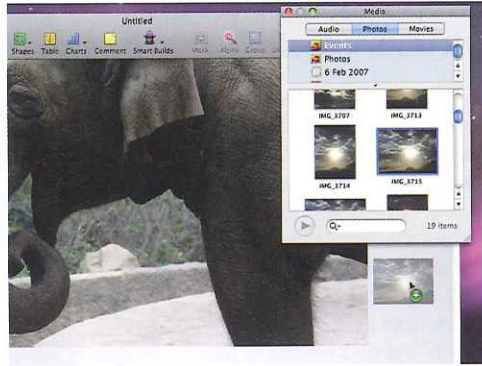 Untitled
Shapes Table Charts Comment Smart Builds Mask Alpha Group
Media
Audio Photos Movies
Events
Photos
6 Feb 2007
IMG_3707 IMG_3713
IMG_3714 IMG_3715
19 items